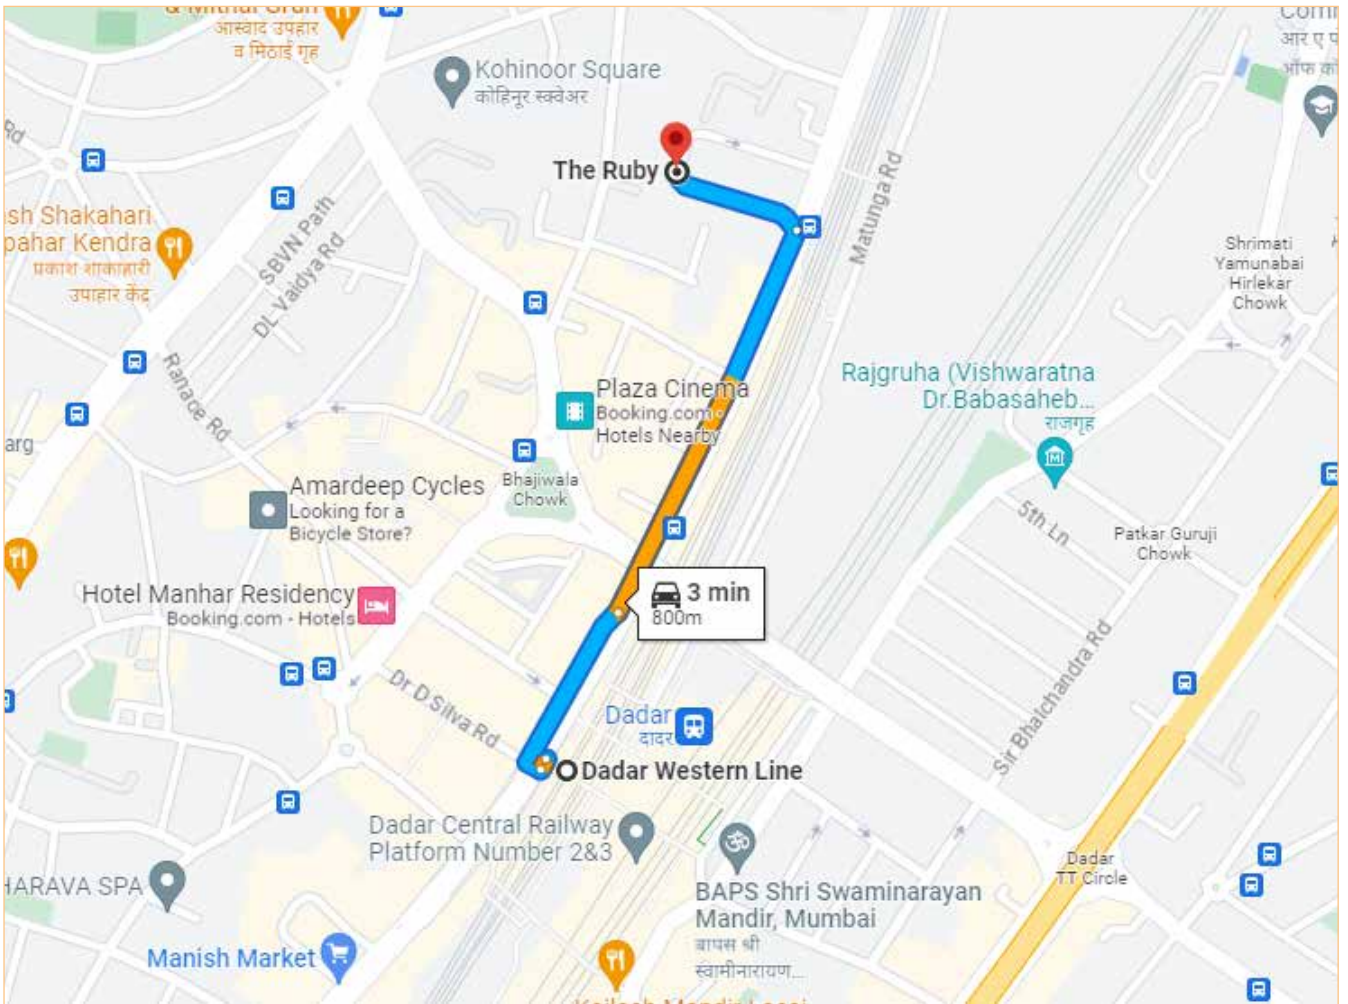 आस्वाद उपहार
व मिठाई गृह
Kohinoor Square
कोहिनूर स्क्वेअर
The Ruby
Matunga Rd
Rd
sh Shakahari
pahar Kendra
प्रकाश शाकाहारी
उपाहार केंद्र
SBVN Path
DL Vaidya Rd
Ranade Rd
Shrimati
Yamunabai
Hirlekar
Chowk
Plaza Cinema
Booking.com -
Hotels Nearby
Rajgruha (Vishwaratna
Dr.Babasaheb...
राजगृह
arg
Amardeep Cycles
Looking for a
Bicycle Store?
Bhajiwala
Chowk
5th Ln
Patkar Guruji
Chowk
Hotel Manhar Residency
Booking.com - Hotels
3 min
800m
Dr D Silva Rd
Sir Bhalchandra Rd
Dadar
दादर
Dadar Western Line
Dadar Central Railway
Platform Number 2&3
Dadar
TT Circle
HARAVA SPA
BAPS Shri Swaminarayan
Mandir, Mumbai
बाप्स श्री
स्वामीनारायण...
Manish Market